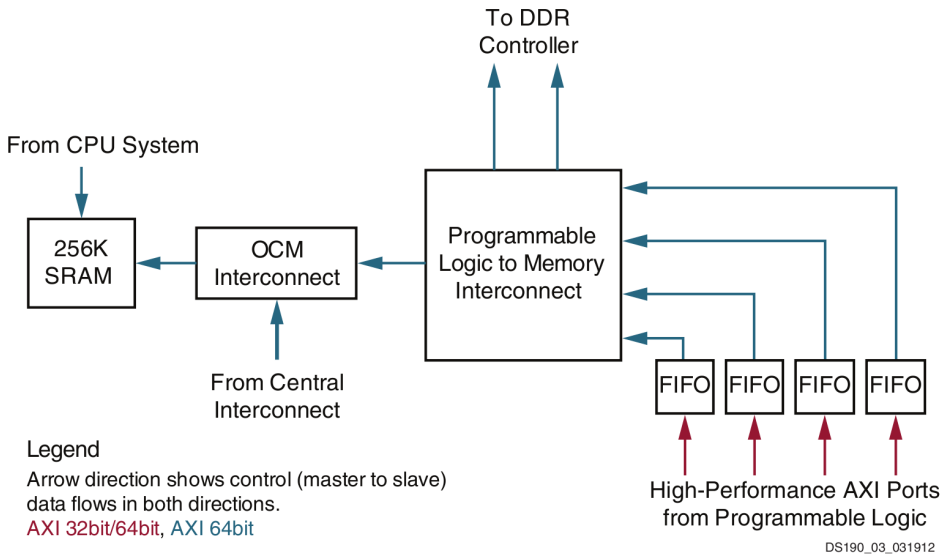 To DDR
Controller
From CPU System
256K
SRAM
OCM
Interconnect
Programmable
Logic to Memory
Interconnect
FIFO
FIFO
FIFO
FIFO
From Central
Interconnect
Legend
Arrow direction shows control (master to slave)
data flows in both directions.
AXI 32bit/64bit, AXI 64bit
High-Performance AXI Ports
from Programmable Logic
DS190_03_031912